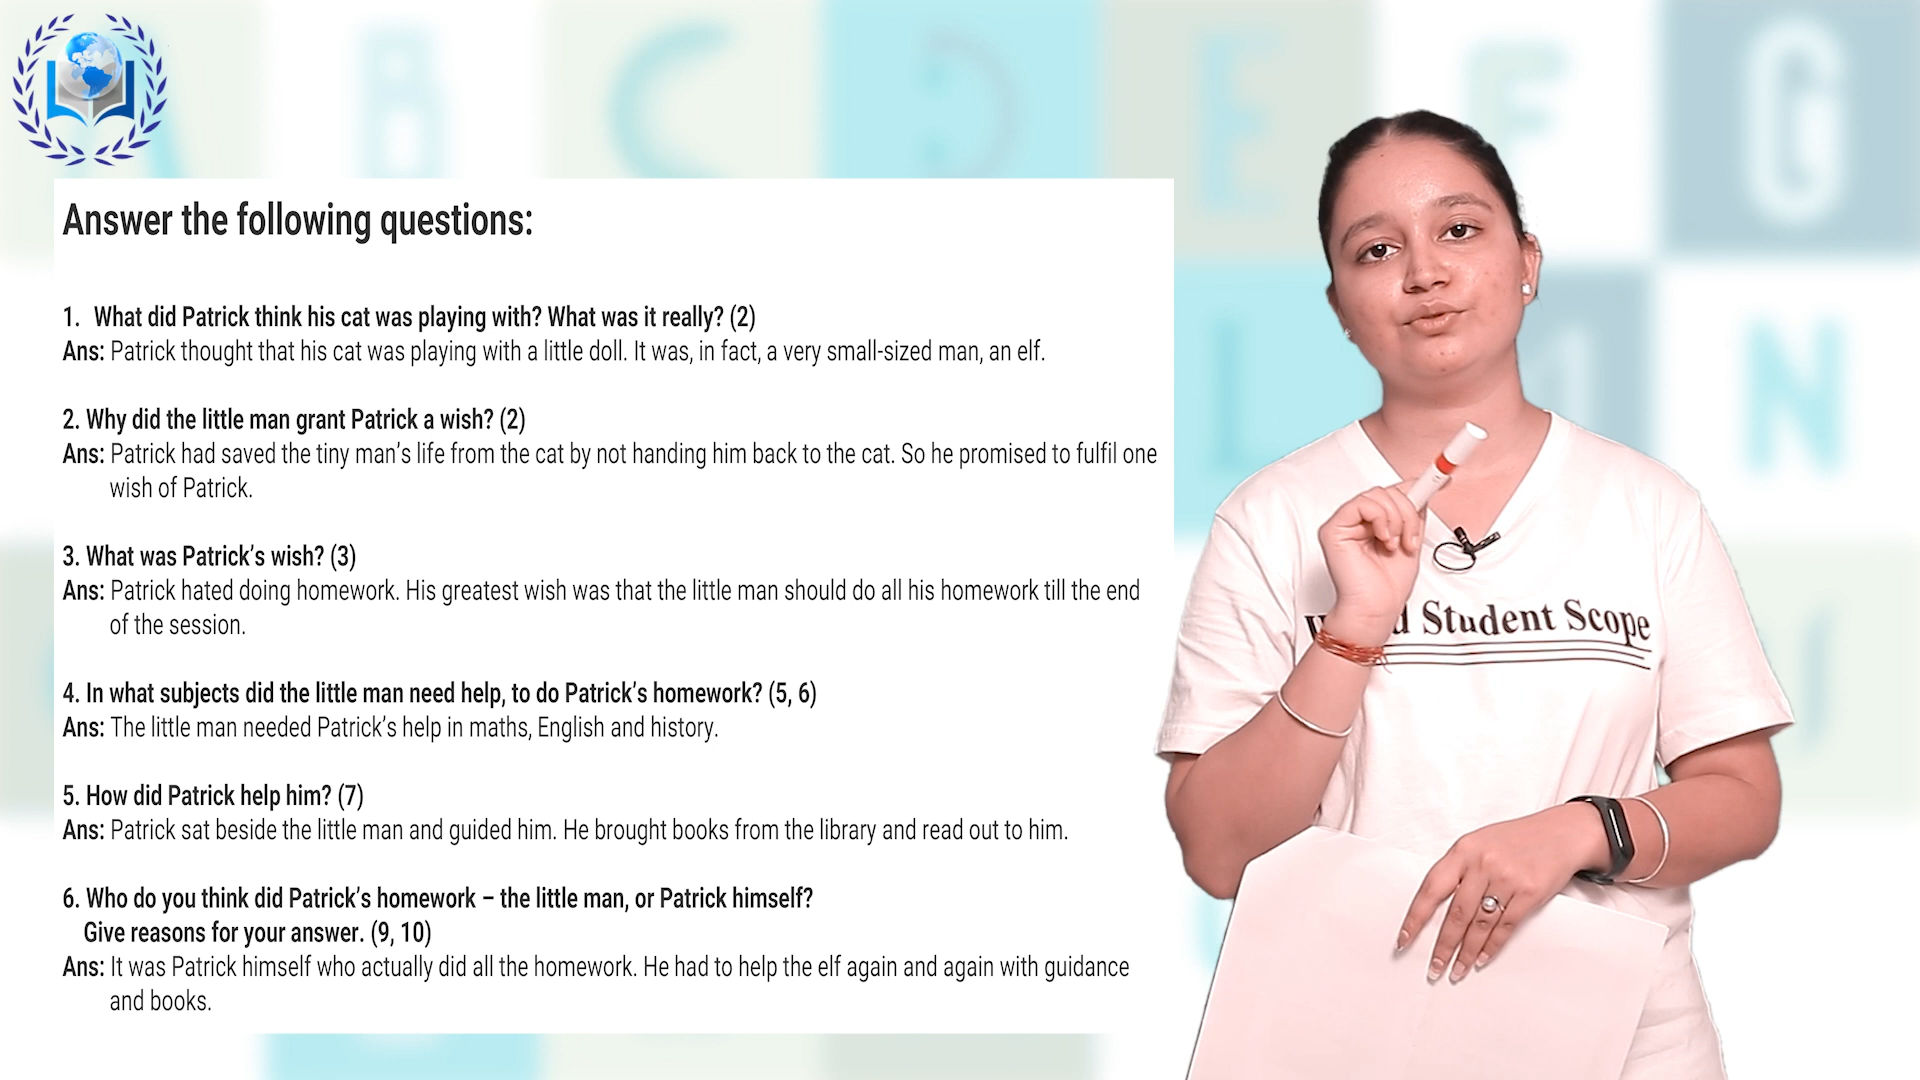 Answer the following questions:
1. What did Patrick think his cat was playing with? What was it really? (2)
Ans: Patrick thought that his cat was playing with a little doll. It was, in fact, a very small-sized man, an elf.
2. Why did the little man grant Patrick a wish? (2)
Ans: Patrick had saved the tiny man’s life from the cat by not handing him back to the cat. So he promised to fulfil one
wish of Patrick.
3. What was Patrick’s wish? (3)
Ans: Patrick hated doing homework. His greatest wish was that the little man should do all his homework till the end
of the session.
4. In what subjects did the little man need help, to do Patrick’s homework? (5, 6)
Ans: The little man needed Patrick’s help in maths, English and history.
5. How did Patrick help him? (7)
Ans: Patrick sat beside the little man and guided him. He brought books from the library and read out to him.
6. Who do you think did Patrick’s homework – the little man, or Patrick himself?
Give reasons for your answer. (9, 10)
Ans: It was Patrick himself who actually did all the homework. He had to help the elf again and again with guidance
and books.
Student Scope
B C D E F G
L N